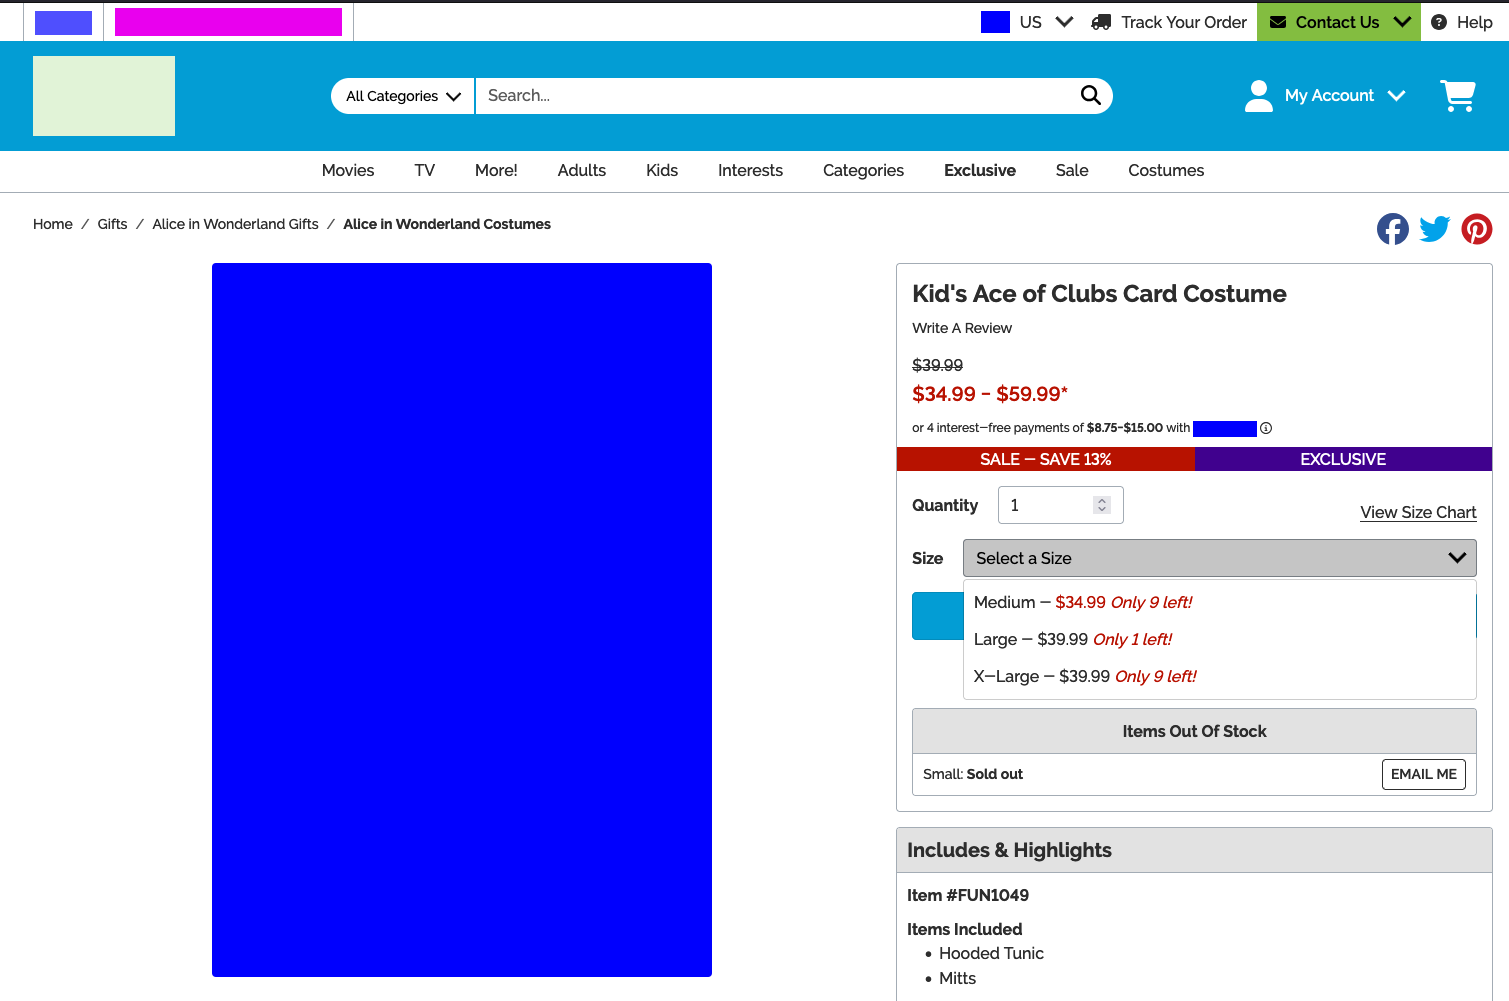 US
Track Your Order
Contact Us
Help
All Categories
Search...
My Account
Movies TV More! Adults Kids Interests Categories Exclusive Sale Costumes
Home / Gifts / Alice in Wonderland Gifts / Alice in Wonderland Costumes
Kid's Ace of Clubs Card Costume
Write A Review
$39.99
$34.99 - $59.99*
or 4 interest-free payments of $8.75-$15.00 with
SALE - SAVE 13%
EXCLUSIVE
Quantity 1
View Size Chart
Size Select a Size
Medium - $34.99 Only 9 left!
Large - $39.99 Only 1 left!
X-Large - $39.99 Only 9 left!
Items Out Of Stock
Small: Sold out
EMAIL ME
Includes & Highlights
Item #FUN1049
Items Included
• Hooded Tunic
• Mitts